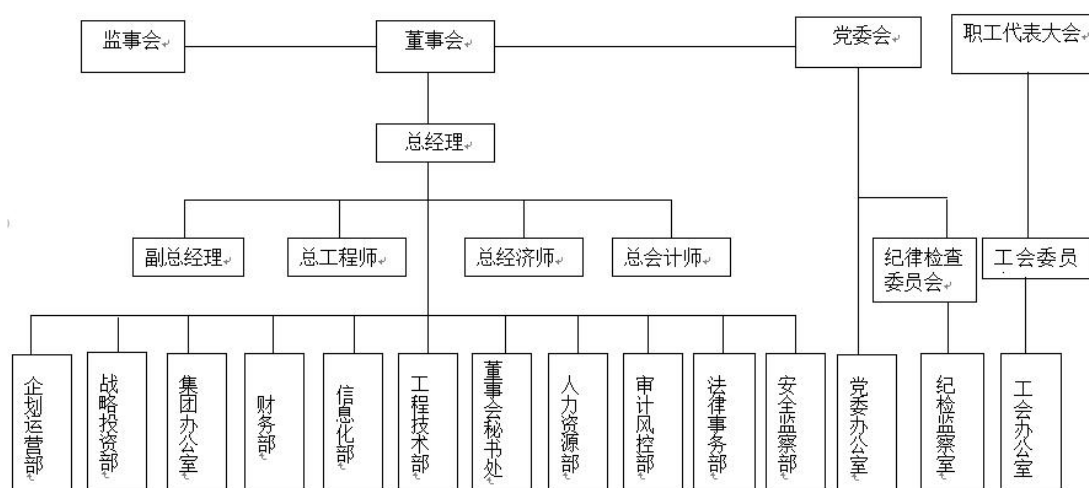 监事会
董事会
党委会
职工代表大会
总经理
副总经理
总工程师
总经济师
总会计师
纪律检查
委员会
工会委员
企划运营部
战略投资部
集团办公室
财务部
信息化部
工程技术部
董事会秘书处
人力资源部
审计风控部
法律事务部
安全监察部
党委办公室
纪检监察室
工会办公室